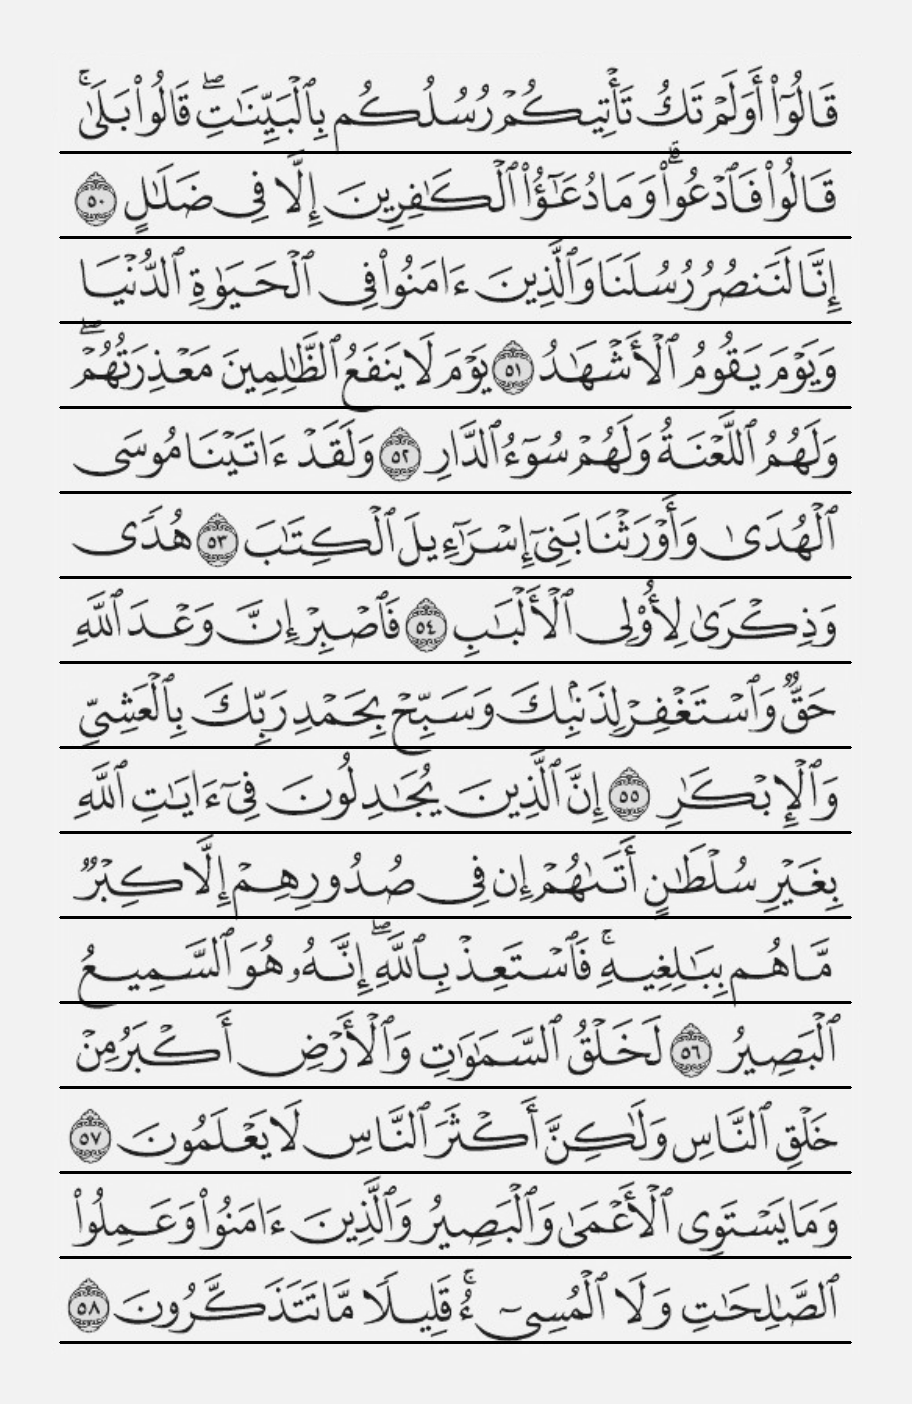 قَالُوٓا۟ أَوَلَمْ تَكُ تَأْتِيكُمْ رُسُلُكُم بِٱلْبَيِّنَـٰتِ ۖ قَالُوا۟ بَلَىٰ ۚ
قَالُوا۟ فَٱدْعُوا۟ ۗ وَمَا دُعَـٰٓؤُا۟ ٱلْكَـٰفِرِينَ إِلَّا فِى ضَلَـٰلٍ ٥٠
إِنَّا لَنَنصُرُ رُسُلَنَا وَٱلَّذِينَ ءَامَنُوا۟ فِى ٱلْحَيَوٰةِ ٱلدُّنْيَا
وَيَوْمَ يَقُومُ ٱلْأَشْهَـٰدُ ٥١ يَوْمَ لَا يَنفَعُ ٱلظَّـٰلِمِينَ مَعْذِرَتُهُمْ ۖ
وَلَهُمُ ٱللَّعْنَةُ وَلَهُمْ سُوٓءُ ٱلدَّارِ ٥٢ وَلَقَدْ ءَاتَيْنَا مُوسَى
ٱلْهُدَىٰ وَأَوْرَثْنَا بَنِىٓ إِسْرَٰٓءِيلَ ٱلْكِتَـٰبَ ٥٣ هُدًى
وَذِكْرَىٰ لِأُو۟لِى ٱلْأَلْبَـٰبِ ٥٤ فَٱصْبِرْ إِنَّ وَعْدَ ٱللَّهِ
حَقٌّ وَٱسْتَغْفِرْ لِذَنۢبِكَ وَسَبِّحْ بِحَمْدِ رَبِّكَ بِٱلْعَشِىِّ
وَٱلْإِبْكَـٰرِ ٥٥ إِنَّ ٱلَّذِينَ يُجَـٰدِلُونَ فِىٓ ءَايَـٰتِ ٱللَّهِ
بِغَيْرِ سُلْطَـٰنٍ أَتَىٰهُمْ إِن فِى صُدُورِهِمْ إِلَّا كِبْرٌ
مَّا هُم بِبَـٰلِغِيهِ ۚ فَٱسْتَعِذْ بِٱللَّهِ ۖ إِنَّهُۥ هُوَ ٱلسَّمِيعُ
ٱلْبَصِيرُ ٥٦ لَخَلْقُ ٱلسَّمَـٰوَٰتِ وَٱلْأَرْضِ أَكْبَرُ مِنْ
خَلْقِ ٱلنَّاسِ وَلَـٰكِنَّ أَكْثَرَ ٱلنَّاسِ لَا يَعْلَمُونَ ٥٧
وَمَا يَسْتَوِى ٱلْأَعْمَىٰ وَٱلْبَصِيرُ وَٱلَّذِينَ ءَامَنُوا۟ وَعَمِلُوا۟
ٱلصَّـٰلِحَـٰتِ وَلَا ٱلْمُسِىٓءُ ۚ قَلِيلًا مَّا تَتَذَكَّرُونَ ٥٨